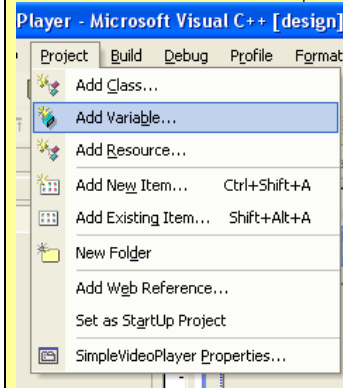 Player - Microsoft Visual C++ [design]
Project Build Debug Profile Format
Add Class...
Add Variable...
Add Resource...
Add New Item... Ctrl+Shift+A
Add Existing Item... Shift+Alt+A
New Folder
Add Web Reference...
Set as StartUp Project
SimpleVideoPlayer Properties...